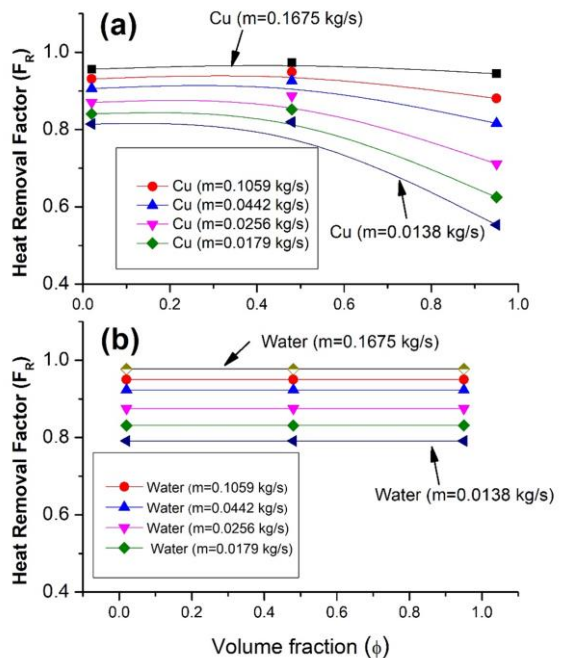 (a)
Cu (m=0.1675 kg/s)
Heat Removal Factor (F_R)
1.0
0.8
0.6
0.4
Cu (m=0.1059 kg/s)
Cu (m=0.0442 kg/s)
Cu (m=0.0256 kg/s)
Cu (m=0.0179 kg/s)
Cu (m=0.0138 kg/s)
0.0 0.2 0.4 0.6 0.8 1.0
(b)
Water (m=0.1675 kg/s)
Heat Removal Factor (F_R)
1.0
0.8
0.6
0.4
Water (m=0.1059 kg/s)
Water (m=0.0442 kg/s)
Water (m=0.0256 kg/s)
Water (m=0.0179 kg/s)
Water (m=0.0138 kg/s)
0.0 0.2 0.4 0.6 0.8 1.0
Volume fraction (ϕ)